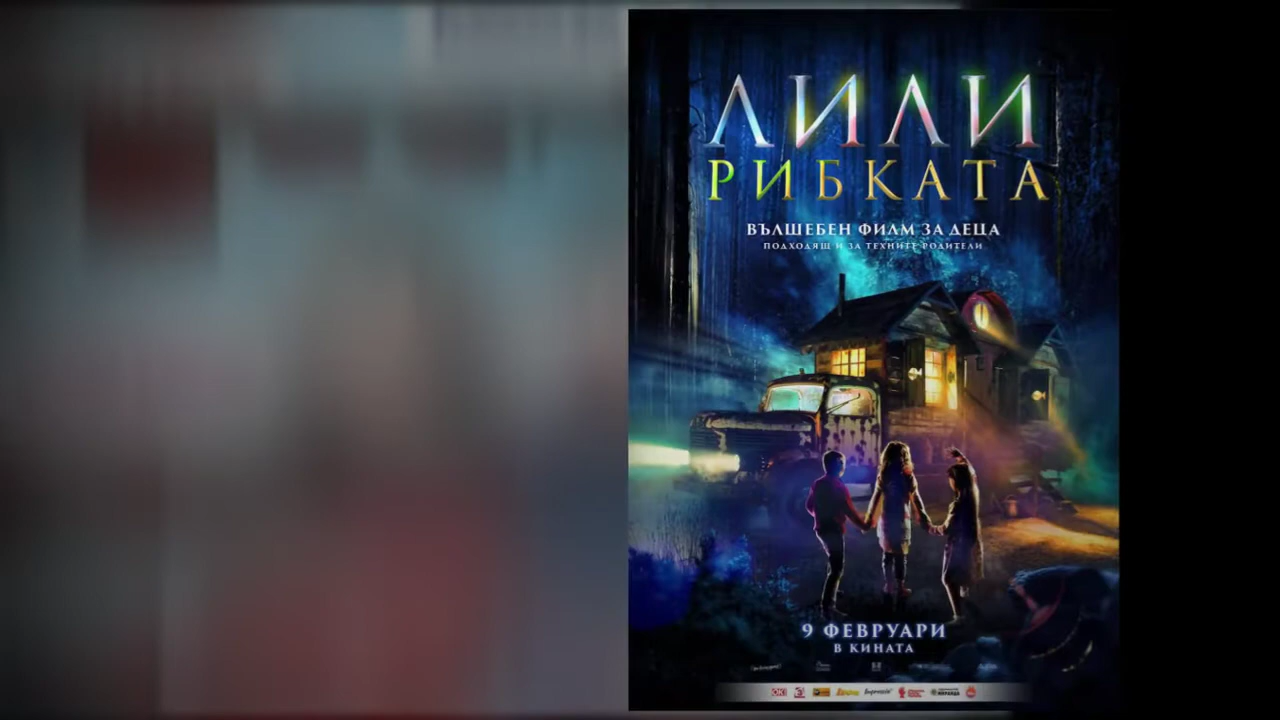 ЛИЛИ
РИБКАТА
ВЪЛШЕБЕН ФИЛМ ЗА ДЕЦА
ПОДХОДЯЩ И ЗА ТЕХНИТЕ РОДИТЕЛИ
9 ФЕВРУАРИ
В КИНАТА